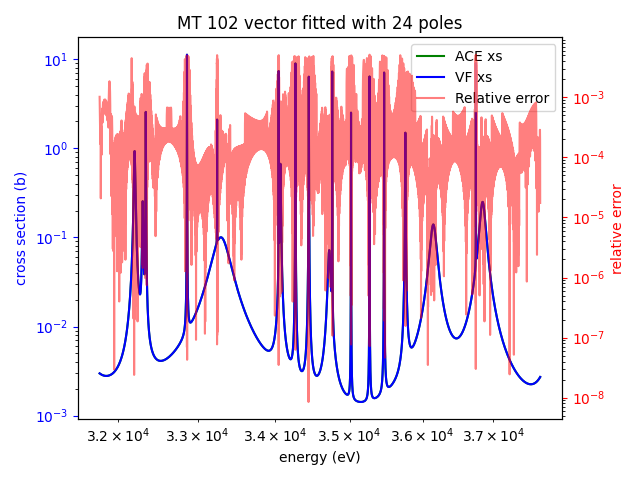 MT 102 vector fitted with 24 poles
ACE xs
VF xs
Relative error
10¹
10⁰
10⁻¹
10⁻²
10⁻³
cross section (b)
10⁻³
10⁻⁴
10⁻⁵
10⁻⁶
10⁻⁷
10⁻⁸
relative error
3.2 × 10⁴ 3.3 × 10⁴ 3.4 × 10⁴ 3.5 × 10⁴ 3.6 × 10⁴ 3.7 × 10⁴
energy (eV)